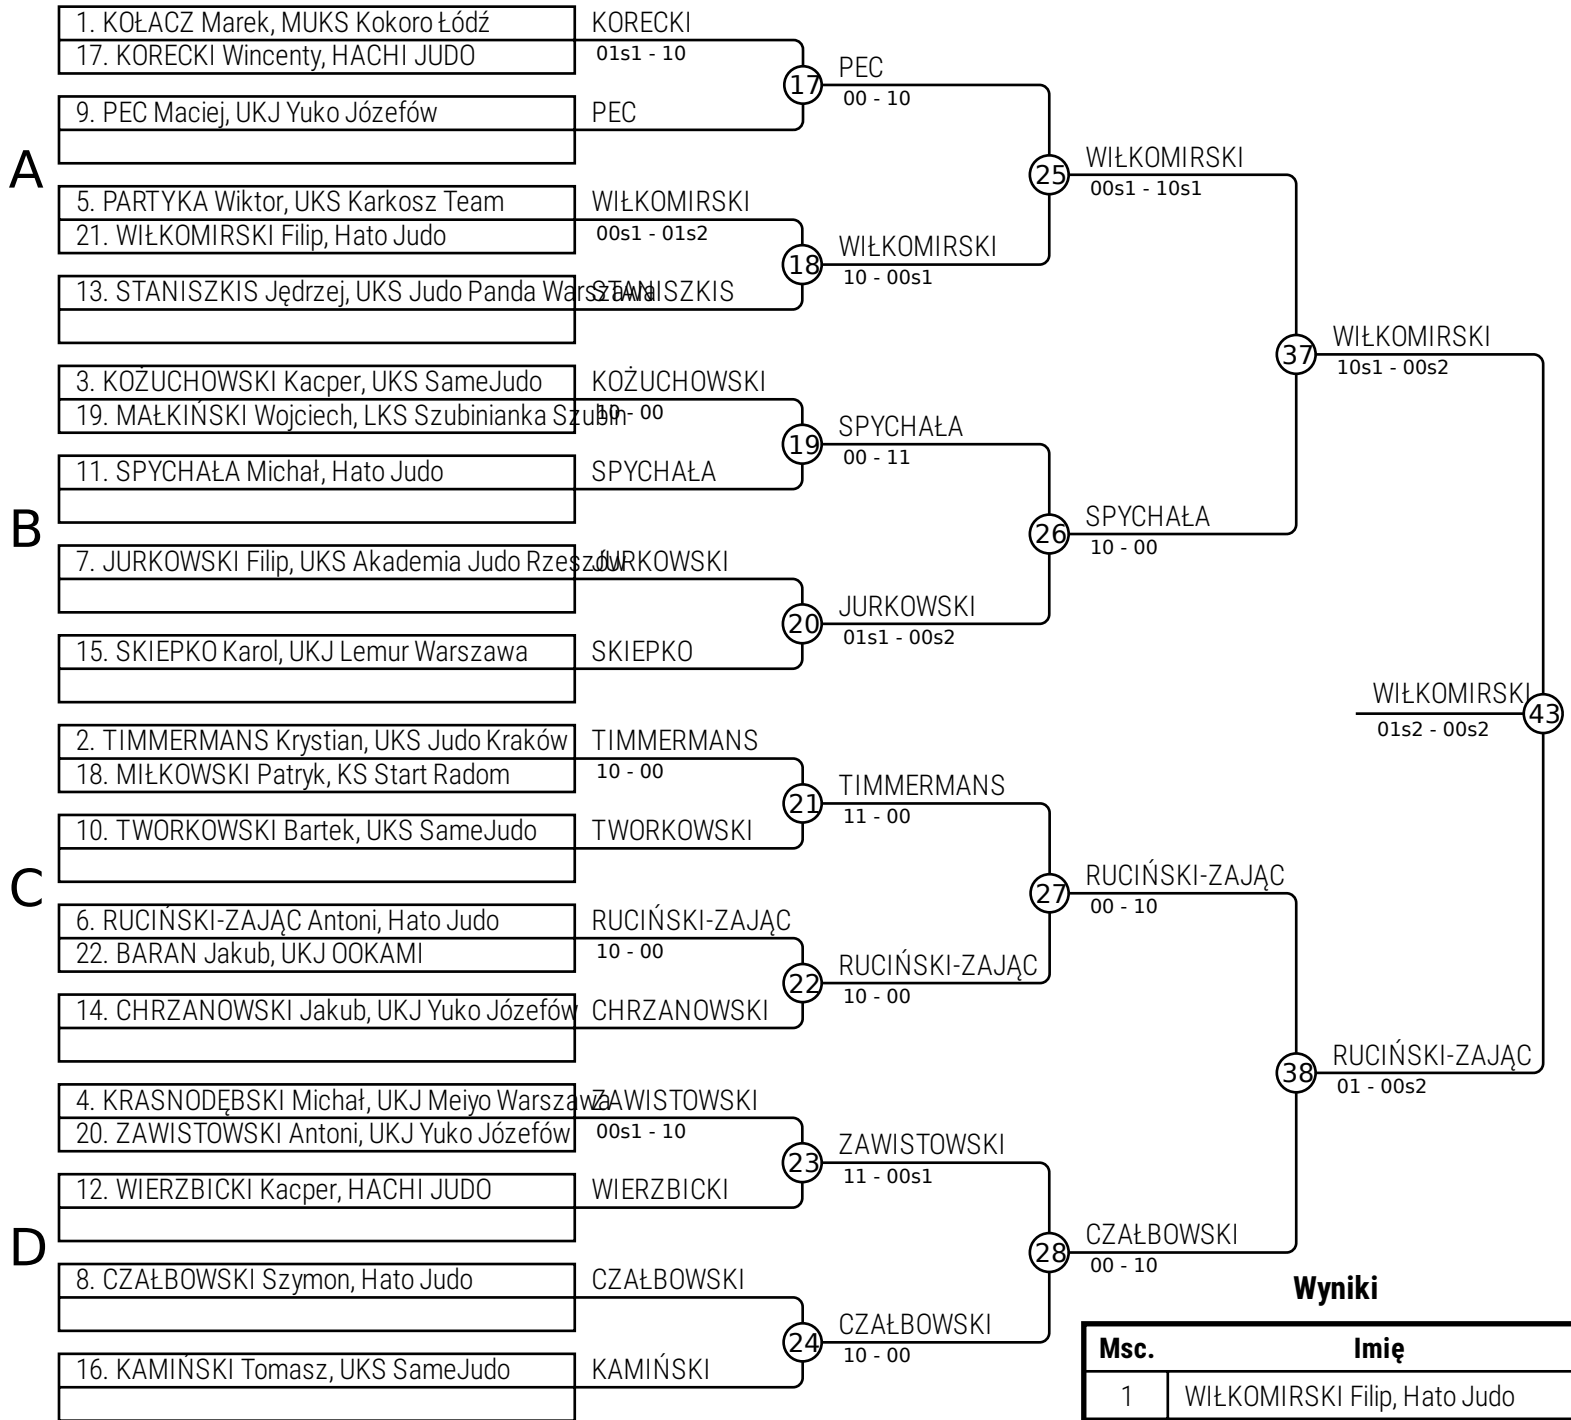 1. KOŁACZ Marek, MUKS Kokoro Łódź
17. KORECKI Wincenty, HACHI JUDO
KORECKI
01s1 - 10
17
PEC
00 - 10
9. PEC Maciej, UKJ Yuko Józefów
PEC
A
25
WIŁKOMIRSKI
00s1 - 10s1
5. PARTYKA Wiktor, UKS Karkosz Team
21. WIŁKOMIRSKI Filip, Hato Judo
WIŁKOMIRSKI
00s1 - 01s2
18
WIŁKOMIRSKI
10 - 00s1
13. STANISZKIS Jędrzej, UKS Judo Panda Warszawa
STANISZKIS
37
WIŁKOMIRSKI
10s1 - 00s2
3. KOŻUCHOWSKI Kacper, UKS SameJudo
19. MAŁKIŃSKI Wojciech, LKS Szubinianka Szubin
KOŻUCHOWSKI
10 - 00
19
SPYCHAŁA
00 - 11
11. SPYCHAŁA Michał, Hato Judo
SPYCHAŁA
B
26
SPYCHAŁA
10 - 00
7. JURKOWSKI Filip, UKS Akademia Judo Rzeszów
JURKOWSKI
20
JURKOWSKI
01s1 - 00s2
15. SKIEPKO Karol, UKJ Lemur Warszawa
SKIEPKO
WIŁKOMIRSKI
01s2 - 00s2
43
2. TIMMERMANS Krystian, UKS Judo Kraków
18. MIŁKOWSKI Patryk, KS Start Radom
TIMMERMANS
10 - 00
21
TIMMERMANS
11 - 00
10. TWORKOWSKI Bartek, UKS SameJudo
TWORKOWSKI
C
27
RUCIŃSKI-ZAJĄC
00 - 10
6. RUCIŃSKI-ZAJĄC Antoni, Hato Judo
22. BARAN Jakub, UKJ OOKAMI
RUCIŃSKI-ZAJĄC
10 - 00
22
RUCIŃSKI-ZAJĄC
10 - 00
14. CHRZANOWSKI Jakub, UKJ Yuko Józefów
CHRZANOWSKI
38
RUCIŃSKI-ZAJĄC
01 - 00s2
4. KRASNODĘBSKI Michał, UKJ Meiyo Warszawa
20. ZAWISTOWSKI Antoni, UKJ Yuko Józefów
ZAWISTOWSKI
00s1 - 10
23
ZAWISTOWSKI
11 - 00s1
12. WIERZBICKI Kacper, HACHI JUDO
WIERZBICKI
D
28
CZAŁBOWSKI
00 - 10
8. CZAŁBOWSKI Szymon, Hato Judo
CZAŁBOWSKI
24
CZAŁBOWSKI
10 - 00
16. KAMIŃSKI Tomasz, UKS SameJudo
KAMIŃSKI
Wyniki
Msc. Imię
1 WIŁKOMIRSKI Filip, Hato Judo